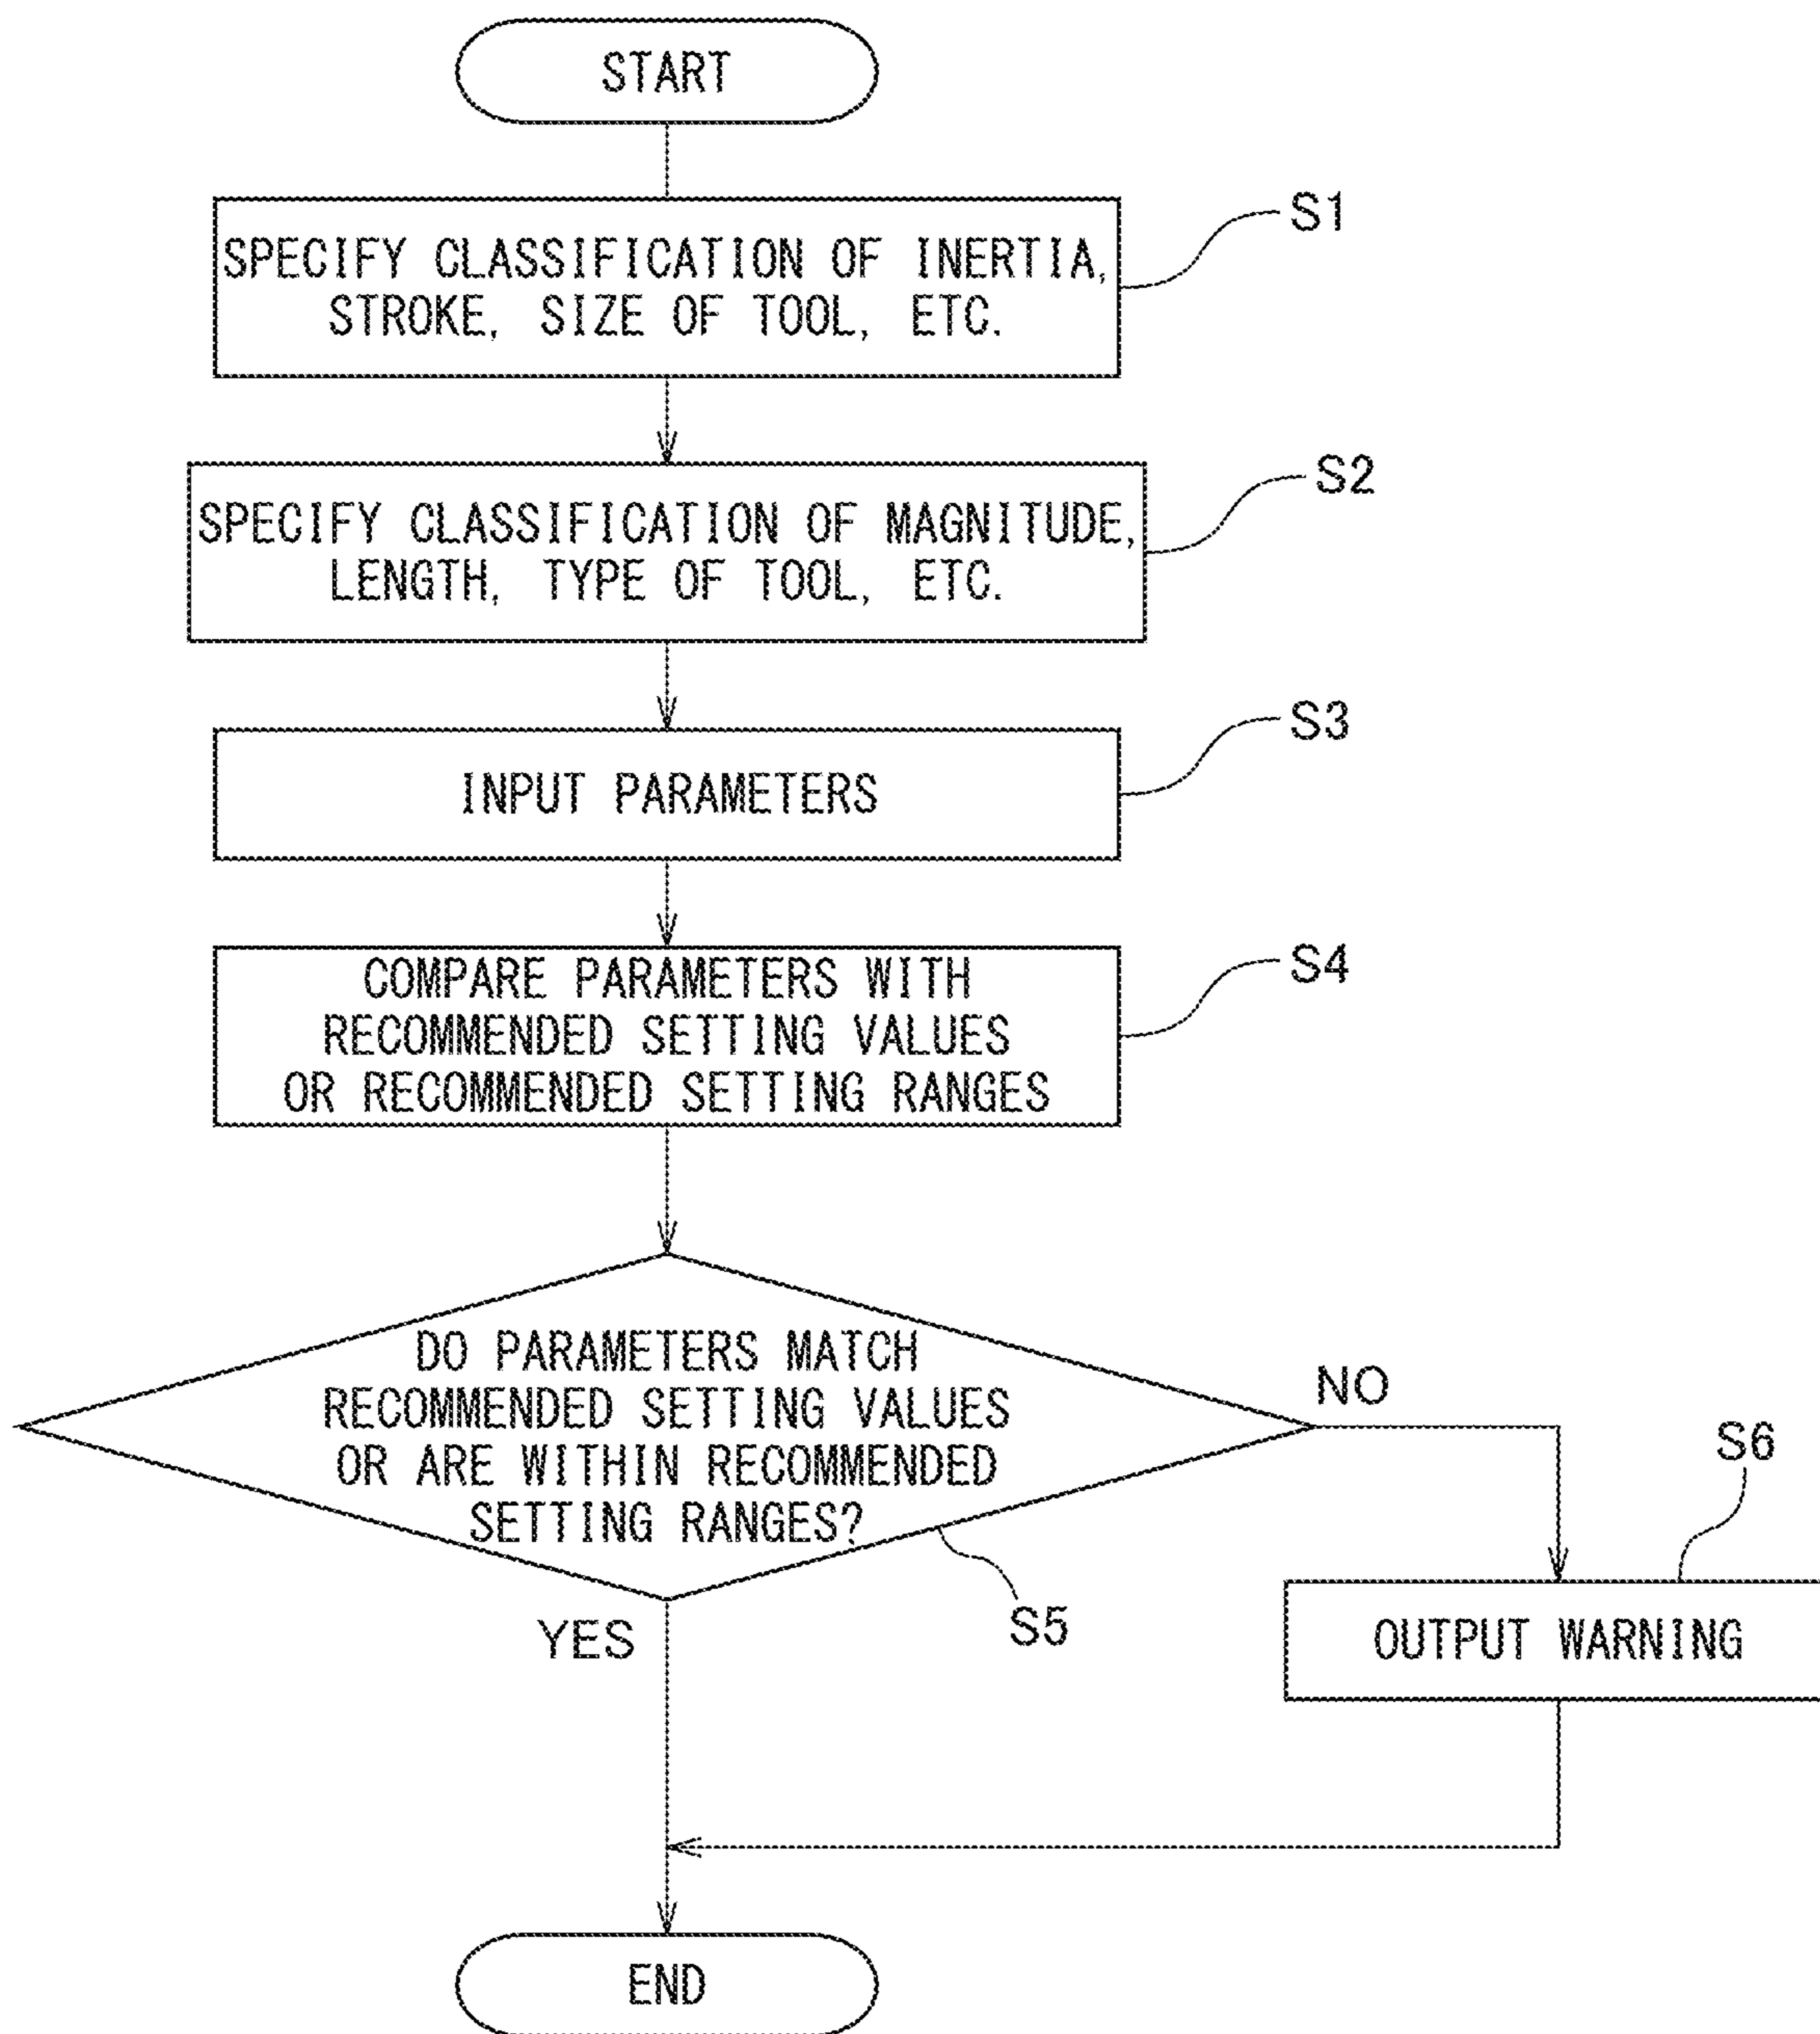 START
SPECIFY CLASSIFICATION OF INERTIA,
STROKE, SIZE OF TOOL, ETC.
S1
SPECIFY CLASSIFICATION OF MAGNITUDE,
LENGTH, TYPE OF TOOL, ETC.
S2
INPUT PARAMETERS
S3
COMPARE PARAMETERS WITH
RECOMMENDED SETTING VALUES
OR RECOMMENDED SETTING RANGES
S4
DO PARAMETERS MATCH
RECOMMENDED SETTING VALUES
OR ARE WITHIN RECOMMENDED
SETTING RANGES?
S5
NO
S6
OUTPUT WARNING
YES
END